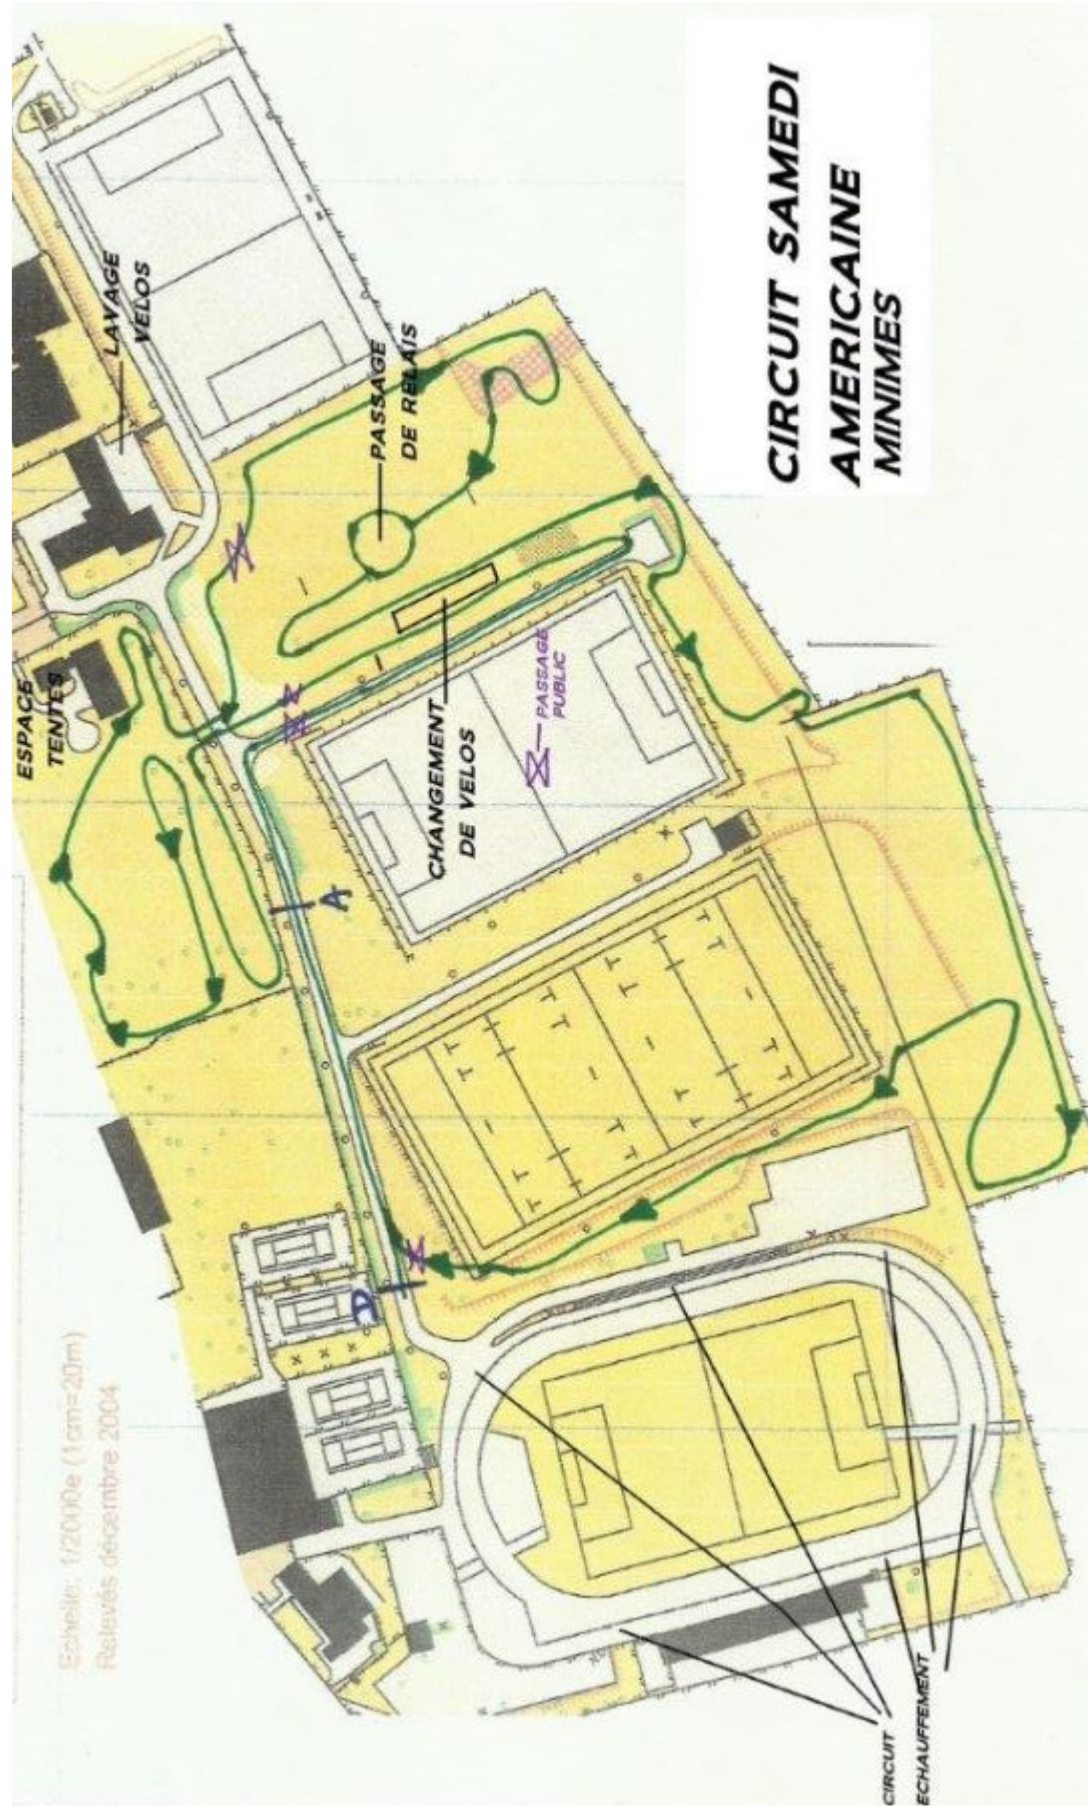 CIRCUIT SAMEDI
AMERICAINE
MINIMES
LAVAGE
VELOS
PASSAGE
DE RELAIS
ESPACE
TENTES
CHANGEMENT
DE VELOS
PASSAGE
PUBLIC
A
D
Echelle: 1/2000e (1cm=20m)
Relevés décembre 2004
CIRCUIT
ECHAUFFEMENT